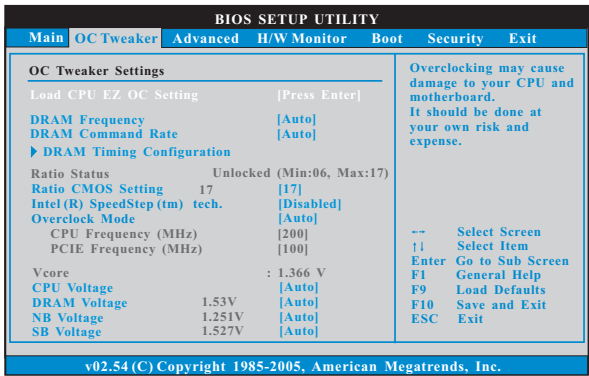 BIOS SETUP UTILITY
Main OC Tweaker Advanced H/W Monitor Boot Security Exit
OC Tweaker Settings
Load CPU EZ OC Setting [Press Enter]
DRAM Frequency [Auto]
DRAM Command Rate [Auto]
DRAM Timing Configuration
Ratio Status Unlocked (Min:06, Max:17)
Ratio CMOS Setting 17 [17]
Intel (R) SpeedStep(tm) tech. [Disabled]
Overclock Mode [Auto]
CPU Frequency (MHz) [200]
PCIE Frequency (MHz) [100]
Vcore : 1.366 V
CPU Voltage [Auto]
DRAM Voltage 1.53V [Auto]
NB Voltage 1.251V [Auto]
SB Voltage 1.527V [Auto]
Overclocking may cause
damage to your CPU and
motherboard.
It should be done at
your own risk and
expense.
←→ Select Screen
↑↓ Select Item
Enter Go to Sub Screen
F1 General Help
F9 Load Defaults
F10 Save and Exit
ESC Exit
v02.54 (C) Copyright 1985-2005, American Megatrends, Inc.